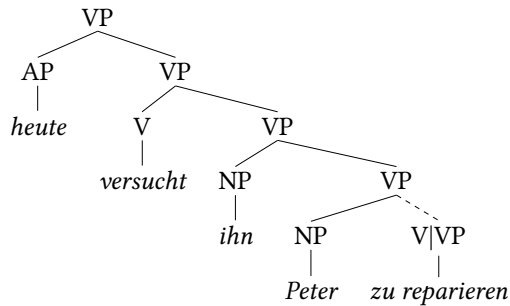 VP
AP VP
heute V VP
versucht NP VP
ihn NP V|VP
Peter zu reparieren